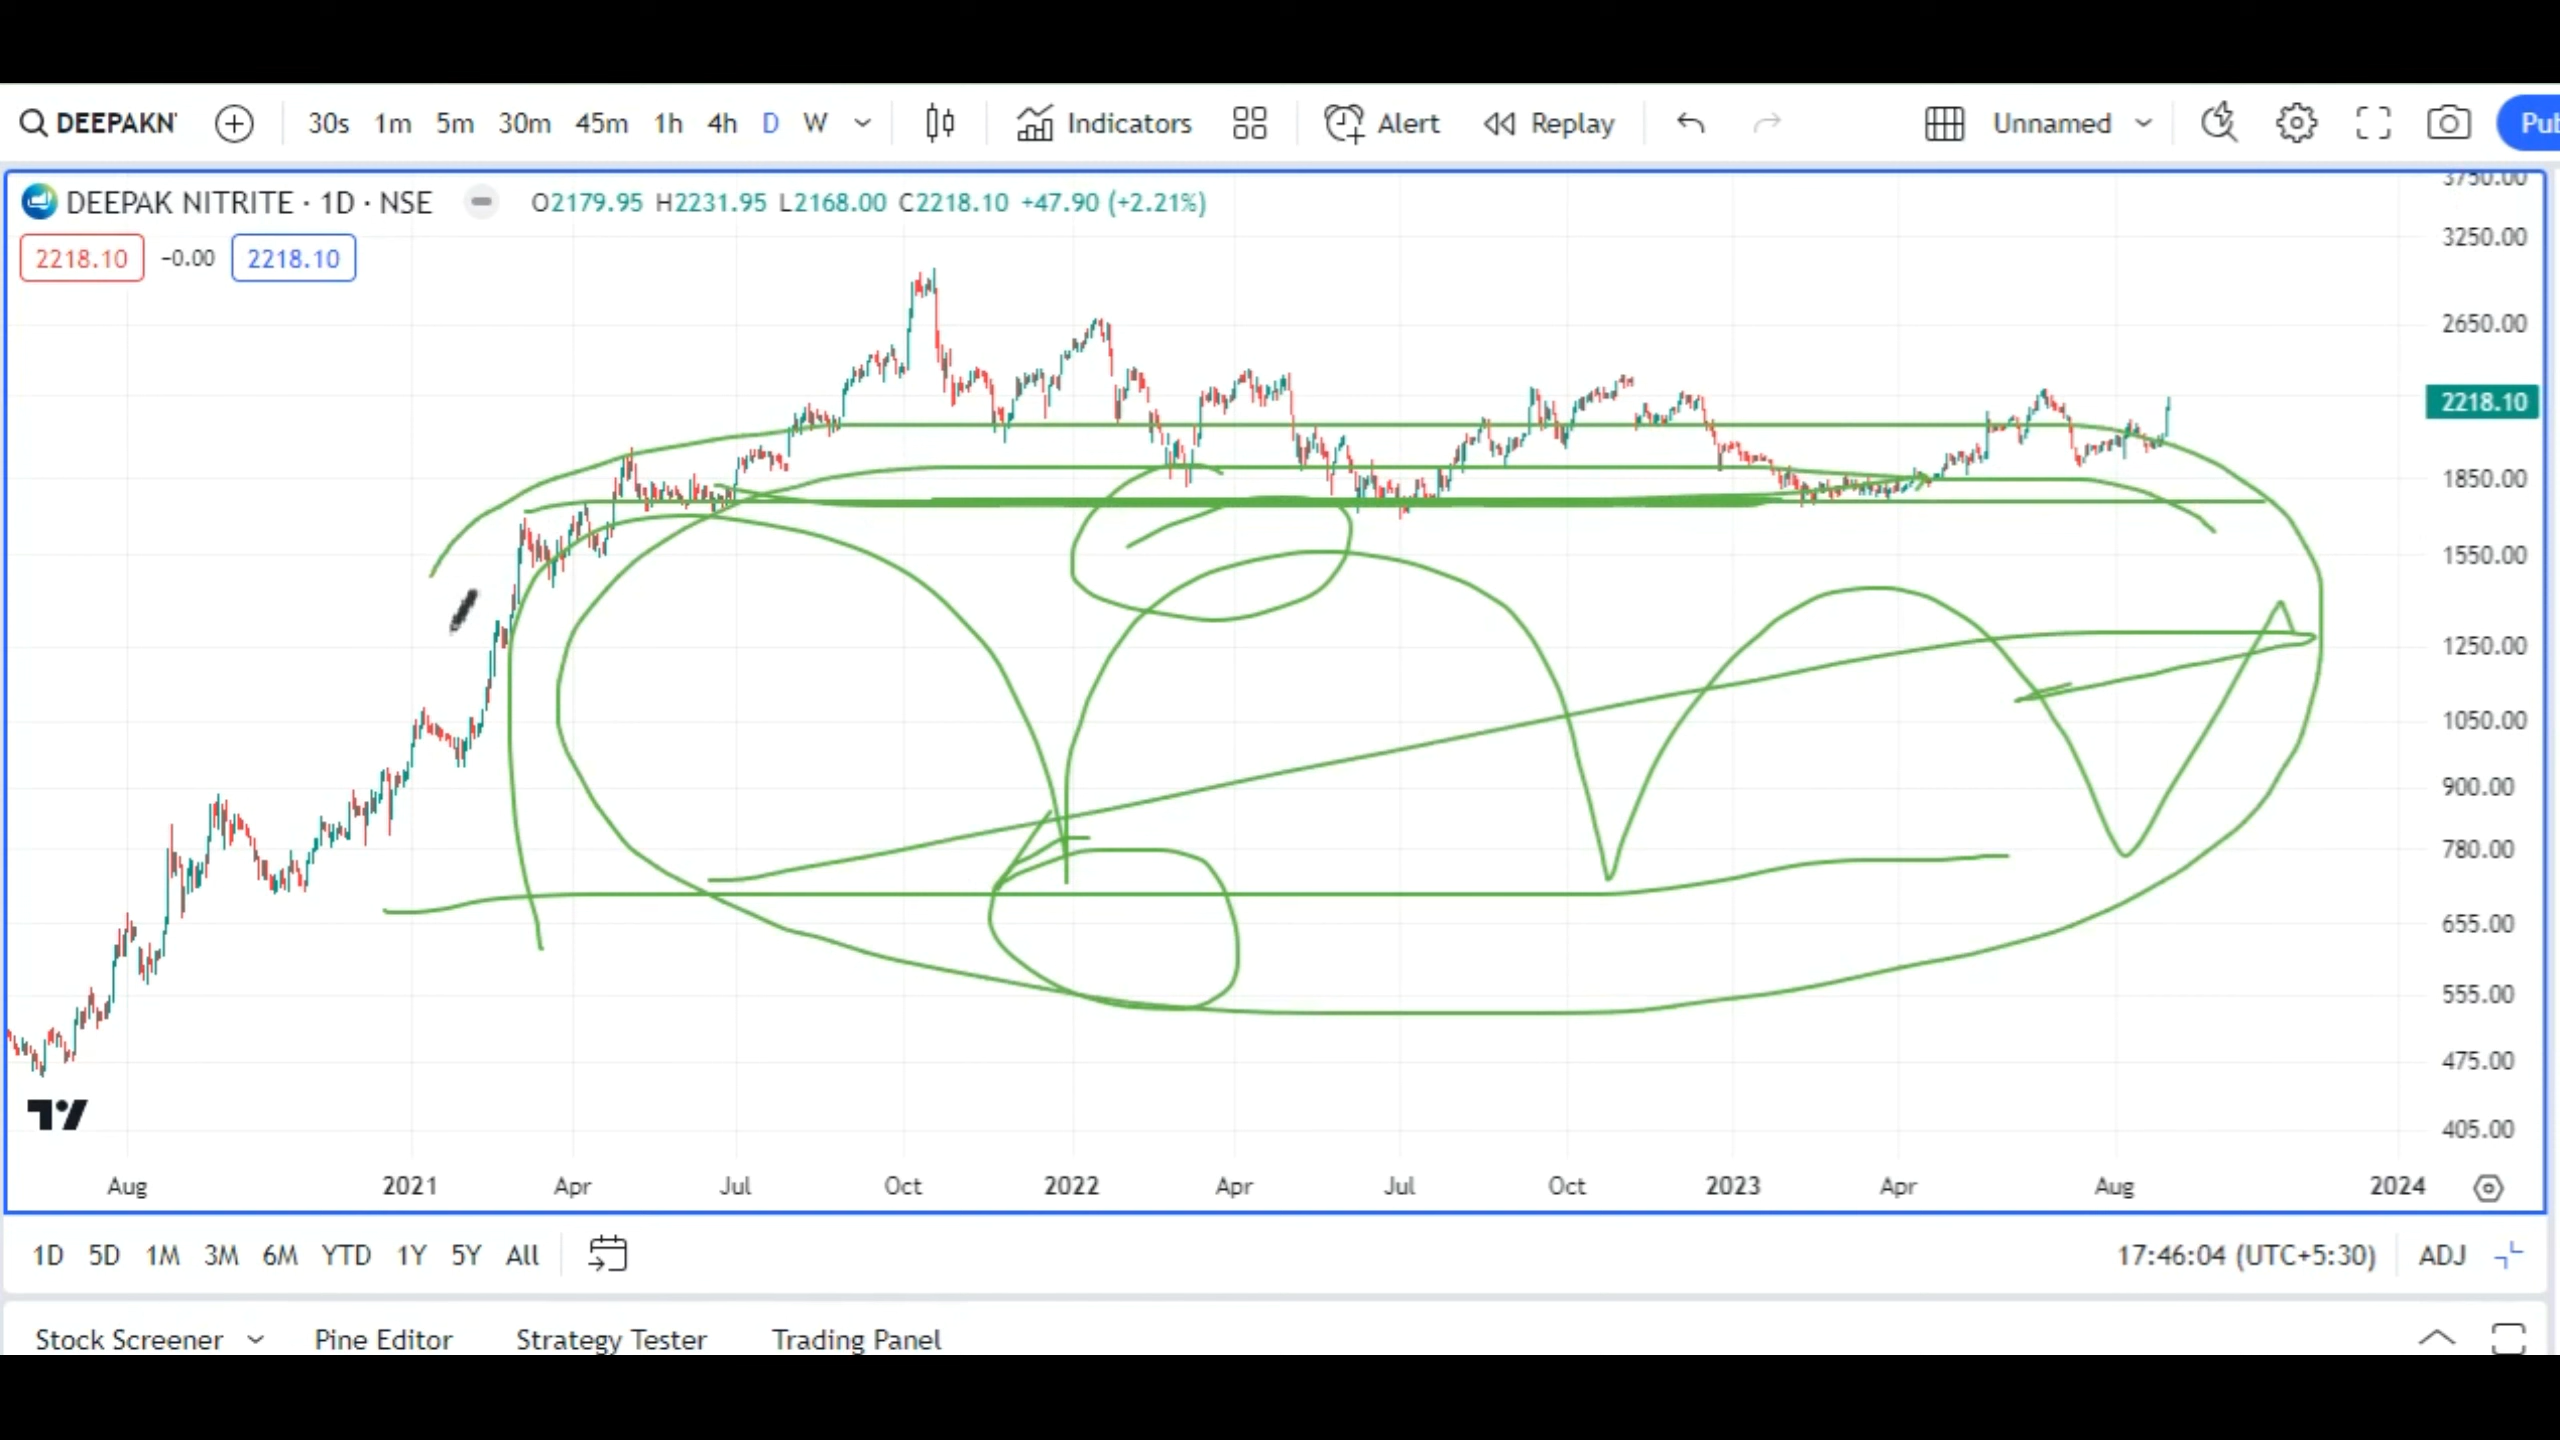 DEEPAKN 30s 1m 5m 30m 45m 1h 4h D W Indicators Alert Replay Unnamed
DEEPAK NITRITE · 1D · NSE O2179.95 H2231.95 L2168.00 C2218.10 +47.90 (+2.21%)
2218.10 -0.00 2218.10
3750.00
3250.00
2650.00
2218.10
1850.00
1550.00
1250.00
1050.00
900.00
780.00
655.00
555.00
475.00
405.00
Aug 2021 Apr Jul Oct 2022 Apr Jul Oct 2023 Apr Aug 2024
1D 5D 1M 3M 6M YTD 1Y 5Y All 17:46:04 (UTC+5:30) ADJ
Stock Screener Pine Editor Strategy Tester Trading Panel